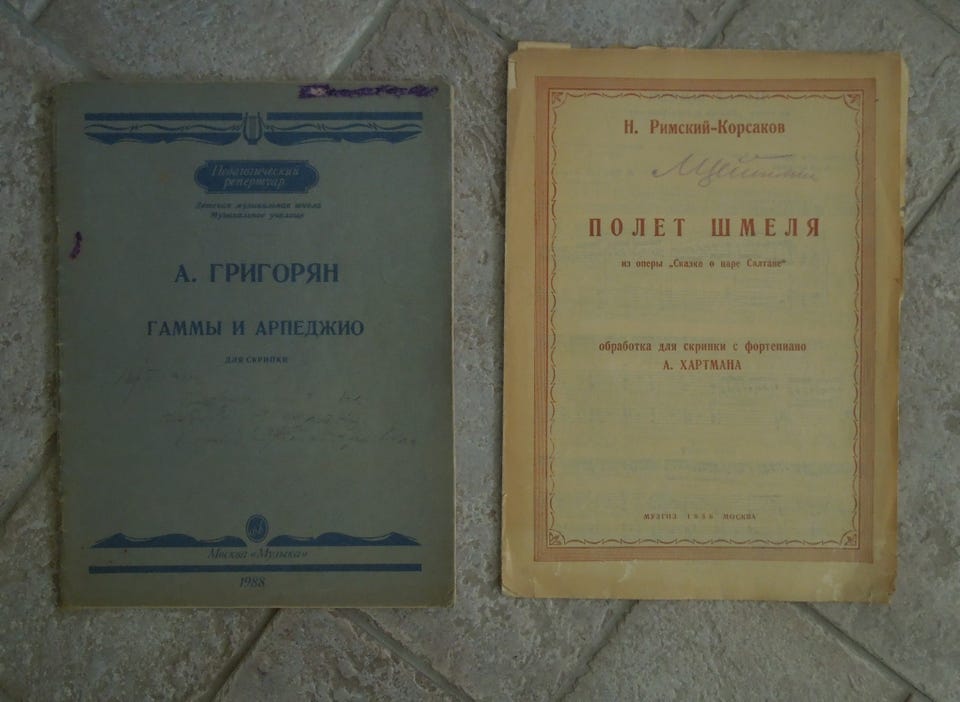 Педагогический
репертуар
Детская музыкальная школа
Музыкальное училище
А. ГРИГОРЯН
ГАММЫ И АРПЕДЖИО
ДЛЯ СКРИПКИ
Москва «Музыка»
1988
Н. Римский-Корсаков
ПОЛЕТ ШМЕЛЯ
из оперы „Сказка о царе Салтане“
обработка для скрипки с фортепиано
А. ХАРТМАНА
МУЗГИЗ 1956 МОСКВА